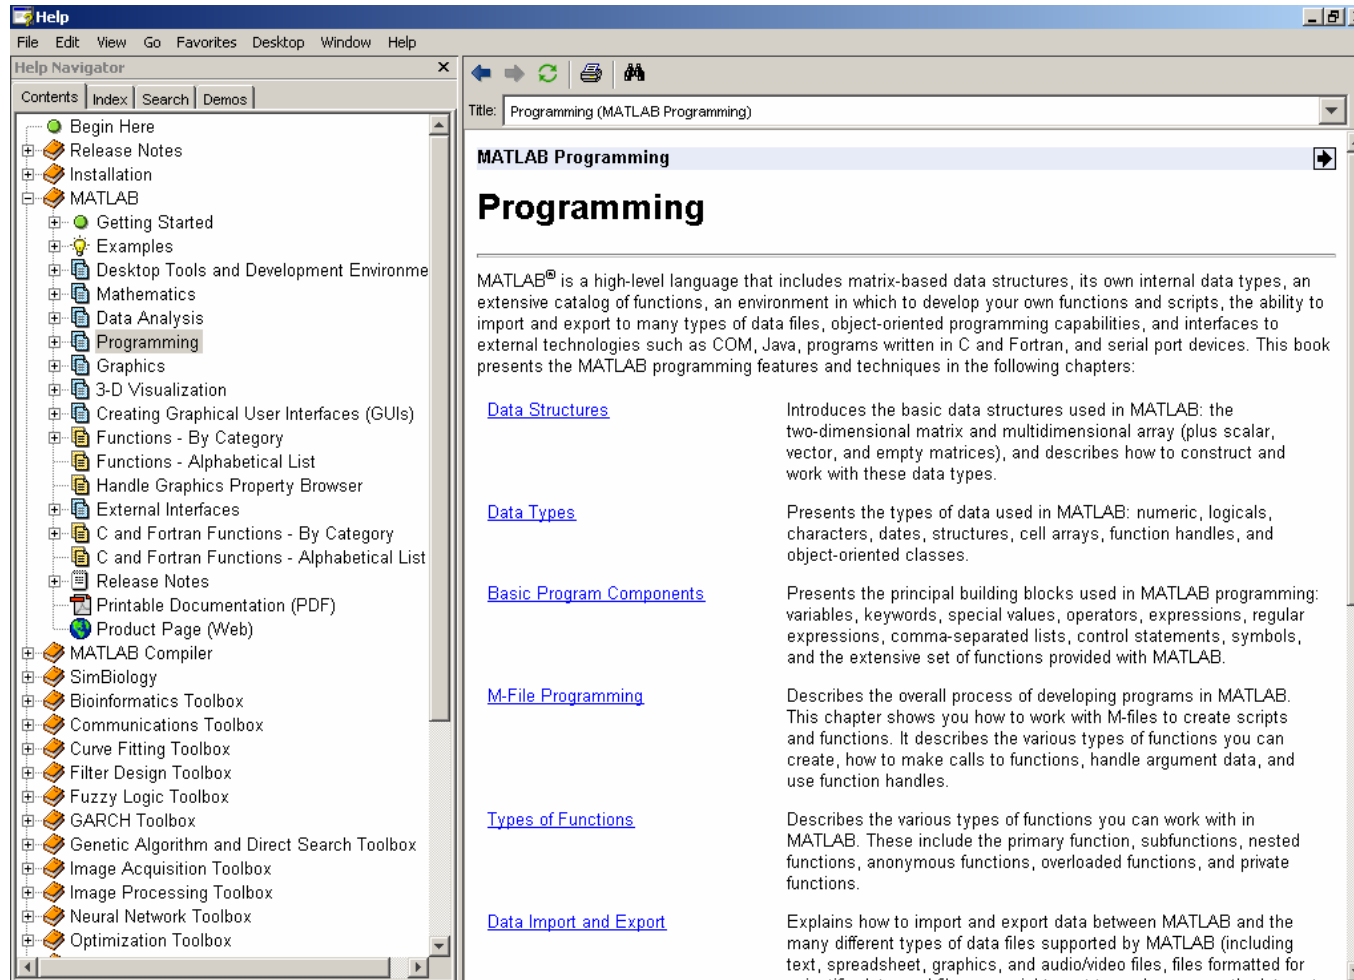 Help
File Edit View Go Favorites Desktop Window Help
Help Navigator
Contents Index Search Demos
Begin Here
Release Notes
Installation
MATLAB
Getting Started
Examples
Desktop Tools and Development Environme
Mathematics
Data Analysis
Programming
Graphics
3-D Visualization
Creating Graphical User Interfaces (GUIs)
Functions - By Category
Functions - Alphabetical List
Handle Graphics Property Browser
External Interfaces
C and Fortran Functions - By Category
C and Fortran Functions - Alphabetical List
Release Notes
Printable Documentation (PDF)
Product Page (Web)
MATLAB Compiler
SimBiology
Bioinformatics Toolbox
Communications Toolbox
Curve Fitting Toolbox
Filter Design Toolbox
Fuzzy Logic Toolbox
GARCH Toolbox
Genetic Algorithm and Direct Search Toolbox
Image Acquisition Toolbox
Image Processing Toolbox
Neural Network Toolbox
Optimization Toolbox
Title: Programming (MATLAB Programming)
MATLAB Programming
Programming
MATLAB® is a high-level language that includes matrix-based data structures, its own internal data types, an
extensive catalog of functions, an environment in which to develop your own functions and scripts, the ability to
import and export to many types of data files, object-oriented programming capabilities, and interfaces to
external technologies such as COM, Java, programs written in C and Fortran, and serial port devices. This book
presents the MATLAB programming features and techniques in the following chapters:
Data Structures
Introduces the basic data structures used in MATLAB: the
two-dimensional matrix and multidimensional array (plus scalar,
vector, and empty matrices), and describes how to construct and
work with these data types.
Data Types
Presents the types of data used in MATLAB: numeric, logicals,
characters, dates, structures, cell arrays, function handles, and
object-oriented classes.
Basic Program Components
Presents the principal building blocks used in MATLAB programming:
variables, keywords, special values, operators, expressions, regular
expressions, comma-separated lists, control statements, symbols,
and the extensive set of functions provided with MATLAB.
M-File Programming
Describes the overall process of developing programs in MATLAB.
This chapter shows you how to work with M-files to create scripts
and functions. It describes the various types of functions you can
create, how to make calls to functions, handle argument data, and
use function handles.
Types of Functions
Describes the various types of functions you can work with in
MATLAB. These include the primary function, subfunctions, nested
functions, anonymous functions, overloaded functions, and private
functions.
Data Import and Export
Explains how to import and export data between MATLAB and the
many different types of data files supported by MATLAB (including
text, spreadsheet, graphics, and audio/video files, files formatted for